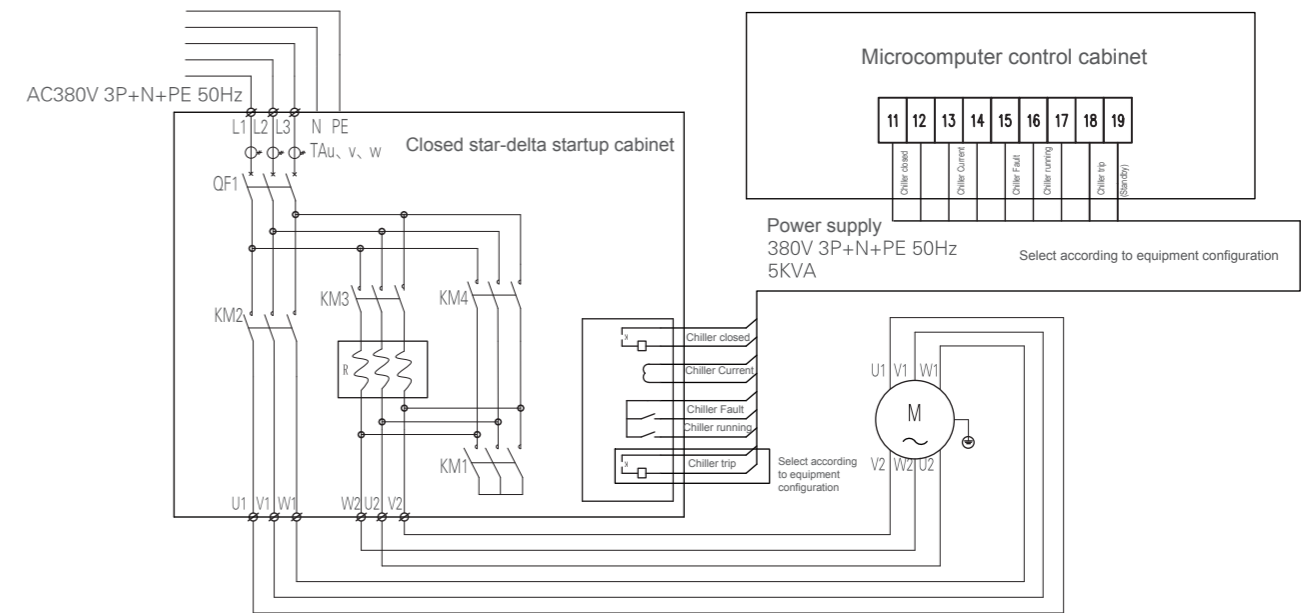 AC380V 3P+N+PE 50Hz
L1 L2 L3 N PE
TAu、v、w
Closed star-delta startup cabinet
QF1
KM2
KM3
KM4
R
KM1
U1 V1 W1
W2 U2 V2
Chiller closed
Chiller Current
Chiller Fault
Chiller running
Chiller trip
Select according
to equipment
configuration
Microcomputer control cabinet
11 12 13 14 15 16 17 18 19
Chiller closed
Chiller Current
Chiller Fault
Chiller running
Chiller trip
(Standby)
Power supply
380V 3P+N+PE 50Hz
5KVA
Select according to equipment configuration
U1 V1 W1
M
V2 W2 U2